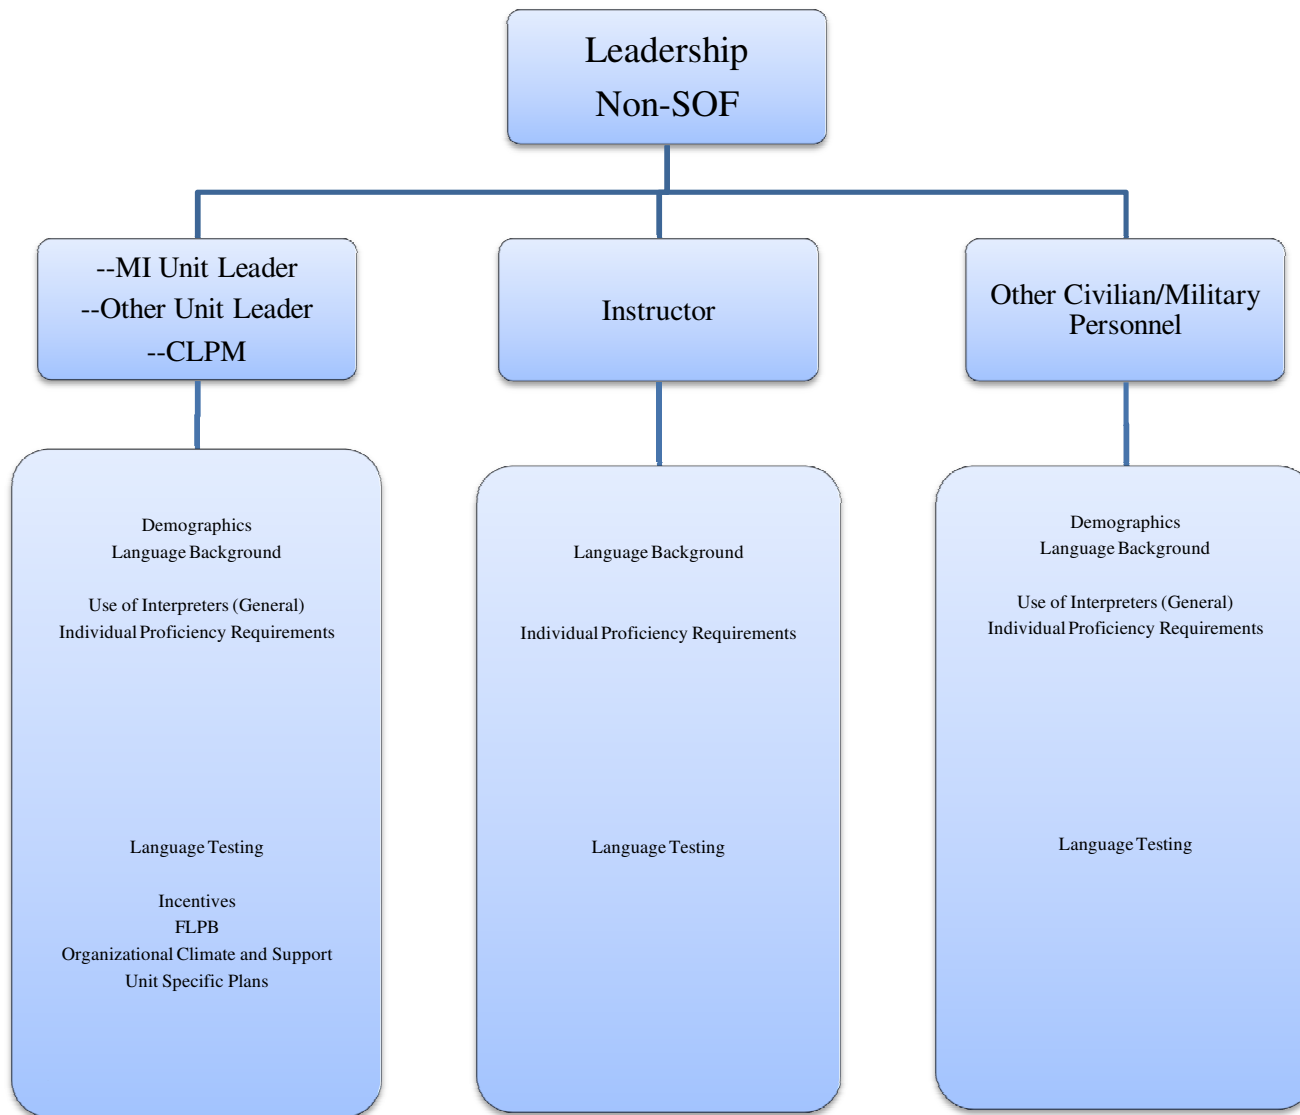 Leadership
Non-SOF
--MI Unit Leader
--Other Unit Leader
--CLPM
Instructor
Other Civilian/Military
Personnel
Demographics
Language Background
Use of Interpreters (General)
Individual Proficiency Requirements
Language Testing
Incentives
FLPB
Organizational Climate and Support
Unit Specific Plans
Language Background
Individual Proficiency Requirements
Language Testing
Demographics
Language Background
Use of Interpreters (General)
Individual Proficiency Requirements
Language Testing